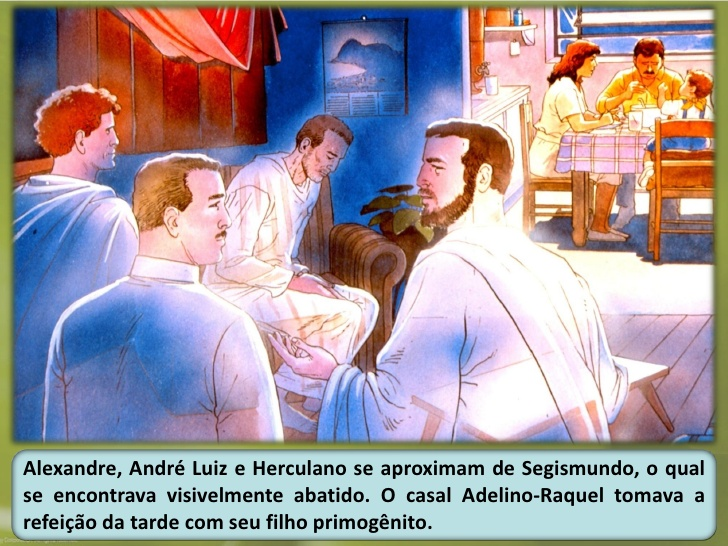 Alexandre, André Luiz e Herculano se aproximam de Segismundo, o qual
se encontrava visivelmente abatido. O casal Adelino-Raquel tomava a
refeição da tarde com seu filho primogênito.